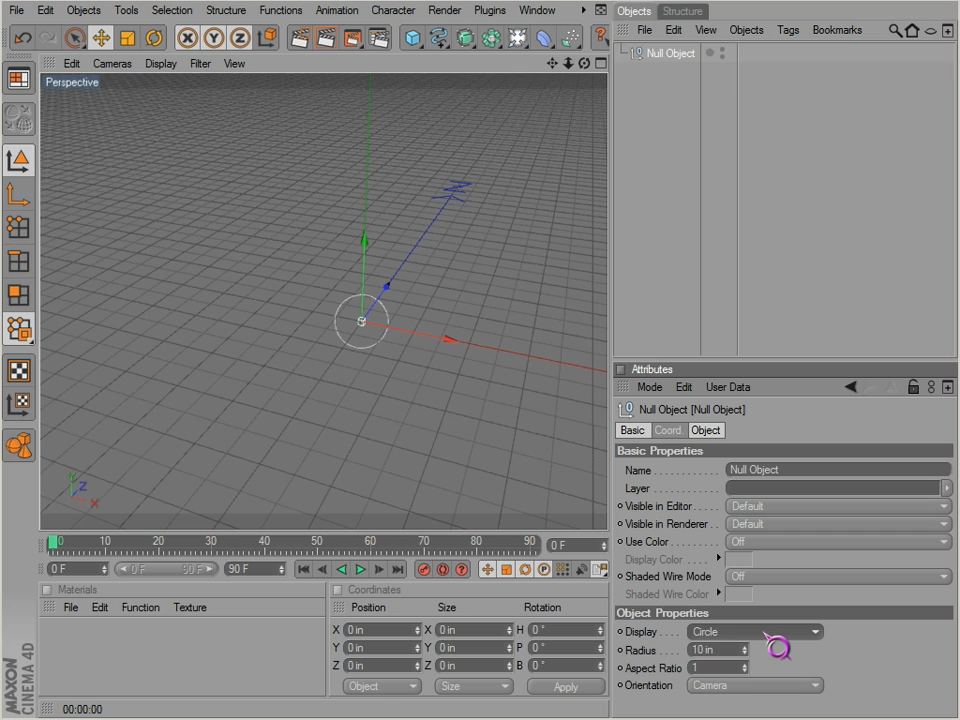 File Edit Objects Tools Selection Structure Functions Animation Character Render Plugins Window
Objects Structure
File Edit View Objects Tags Bookmarks
Null Object
Edit Cameras Display Filter View
Perspective
Y
Z
X
0 10 20 30 40 50 60 70 80 90 0 F
0 F 0 F 90 F 90 F
Materials
File Edit Function Texture
Coordinates
Position Size Rotation
X 0 in X 0 in H 0 °
Y 0 in Y 0 in P 0 °
Z 0 in Z 0 in B 0 °
Object Size Apply
00:00:00
MAXON
CINEMA 4D
Attributes
Mode Edit User Data
Null Object [Null Object]
Basic Coord. Object
Basic Properties
Name Null Object
Layer
Visible in Editor Default
Visible in Renderer Default
Use Color Off
Display Color
Shaded Wire Mode Off
Shaded Wire Color
Object Properties
Display Circle
Radius 10 in
Aspect Ratio 1
Orientation Camera